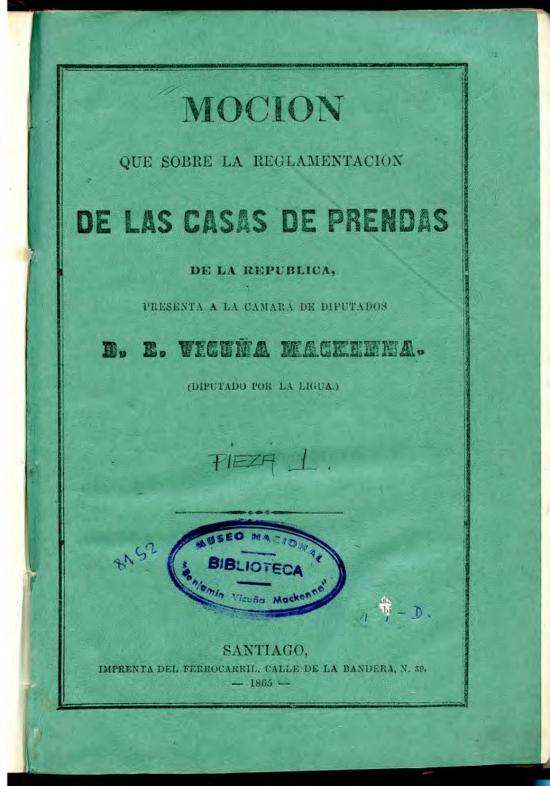 MOCION
QUE SOBRE LA REGLAMENTACION
DE LAS CASAS DE PRENDAS
DE LA REPUBLICA,
PRESENTA A LA CAMARA DE DIPUTADOS
D. B. VICUÑA MACKENNA.
(DIPUTADO POR LA LIGUA.)
PIEZA 1.
8152
MUSEO NACIONAL
BIBLIOTECA
"Benjamin Vicuña Mackenna"
- D.
SANTIAGO,
IMPRENTA DEL FERROCARRIL, CALLE DE LA BANDERA, N. 39.
— 1865 —